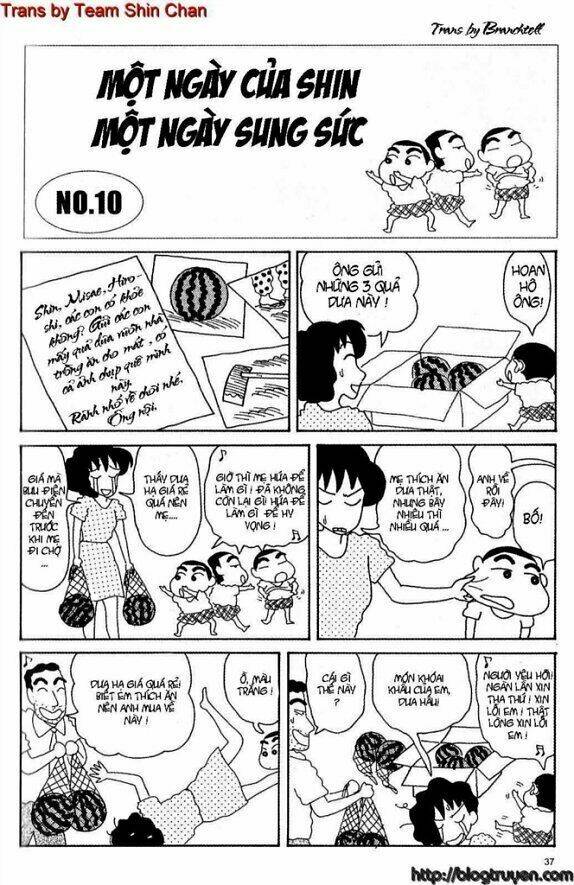 Trans by Team Shin Chan
Trans by Brancktell
MỘT NGÀY CỦA SHIN
MỘT NGÀY SUNG SỨC
NO.10
Shin, Misae, Hiro-
shi, các con có khỏe
không? Gửi các con
mấy quả dưa vườn nhà
trồng ăn cho mát, có
cả ảnh chụp quê mình
này.
Rảnh nhớ về chơi nhé.
Ông nội.
ÔNG GỬI
NHỮNG 3 QUẢ
DƯA NÀY !
HOAN
HÔ
ÔNG!
GIÁ MÀ
BƯU ĐIỆN
CHUYỂN
ĐẾN
TRƯỚC
KHI MẸ
ĐI CHỢ
...
THẤY DƯA
HẠ GIÁ RẺ
QUÁ NÊN
MẸ....
GIỜ THÌ MẸ HỨA ĐỂ
LÀM GÌ ! ĐÃ KHÔNG
CÒN LẠI GÌ! HỨA ĐỂ
LÀM GÌ ĐỂ HY
VỌNG !
MẸ THÍCH ĂN
DƯA THẬT,
NHƯNG BÂY
NHIÊU THÌ
NHIỀU QUÁ ...
ANH VỀ
RỒI
ĐÂY!
BỐ!
DƯA HẠ GIÁ QUÁ RẺ!
BIẾT EM THÍCH ĂN
NÊN ANH MUA VỀ
NÀY !
Ồ, MÀU
TRẮNG !
CÁI GÌ
THẾ NÀY
?
MÓN KHOÁI
KHẨU CỦA EM,
DƯA HẤU!
NGƯỜI YÊU HỠI!
NGÀN LẦN XIN
THA THỨ ! XIN
LỖI EM ! THẬT
LÒNG XIN LỖI
EM !
37
http://blogtruyen.com